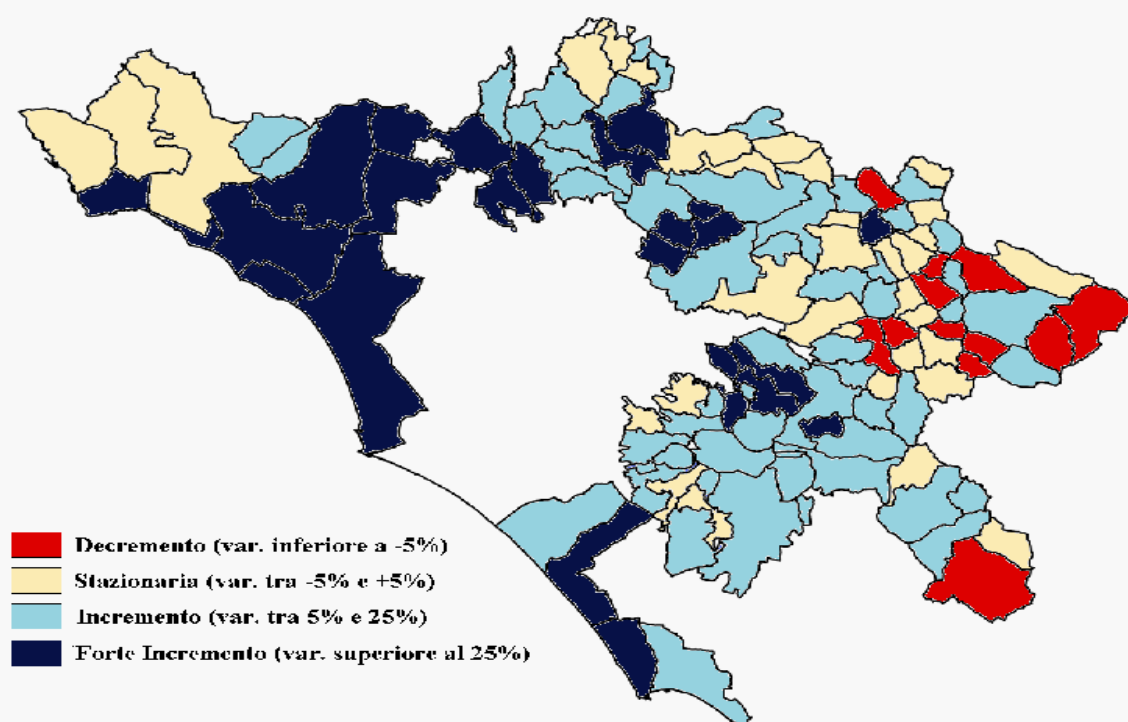 Decremento (var. inferiore a -5%)
Stazionaria (var. tra -5% e +5%)
Incremento (var. tra 5% e 25%)
Forte Incremento (var. superiore al 25%)